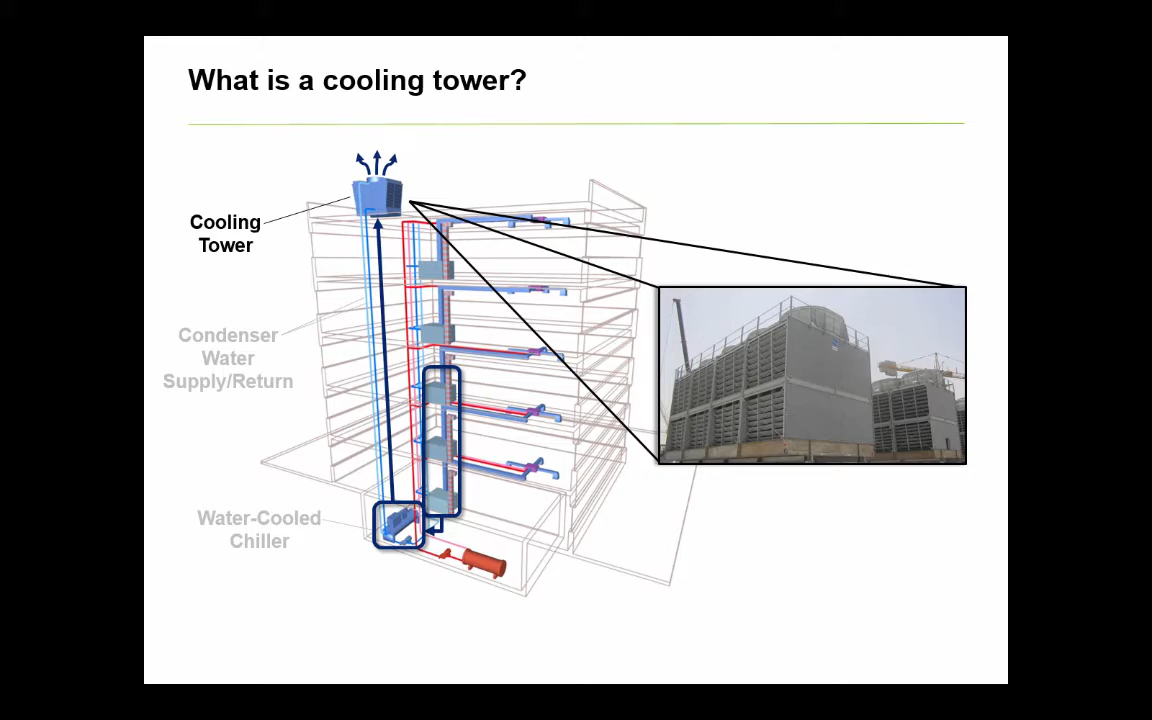 What is a cooling tower?
Cooling
Tower
Condenser
Water
Supply/Return
Water-Cooled
Chiller